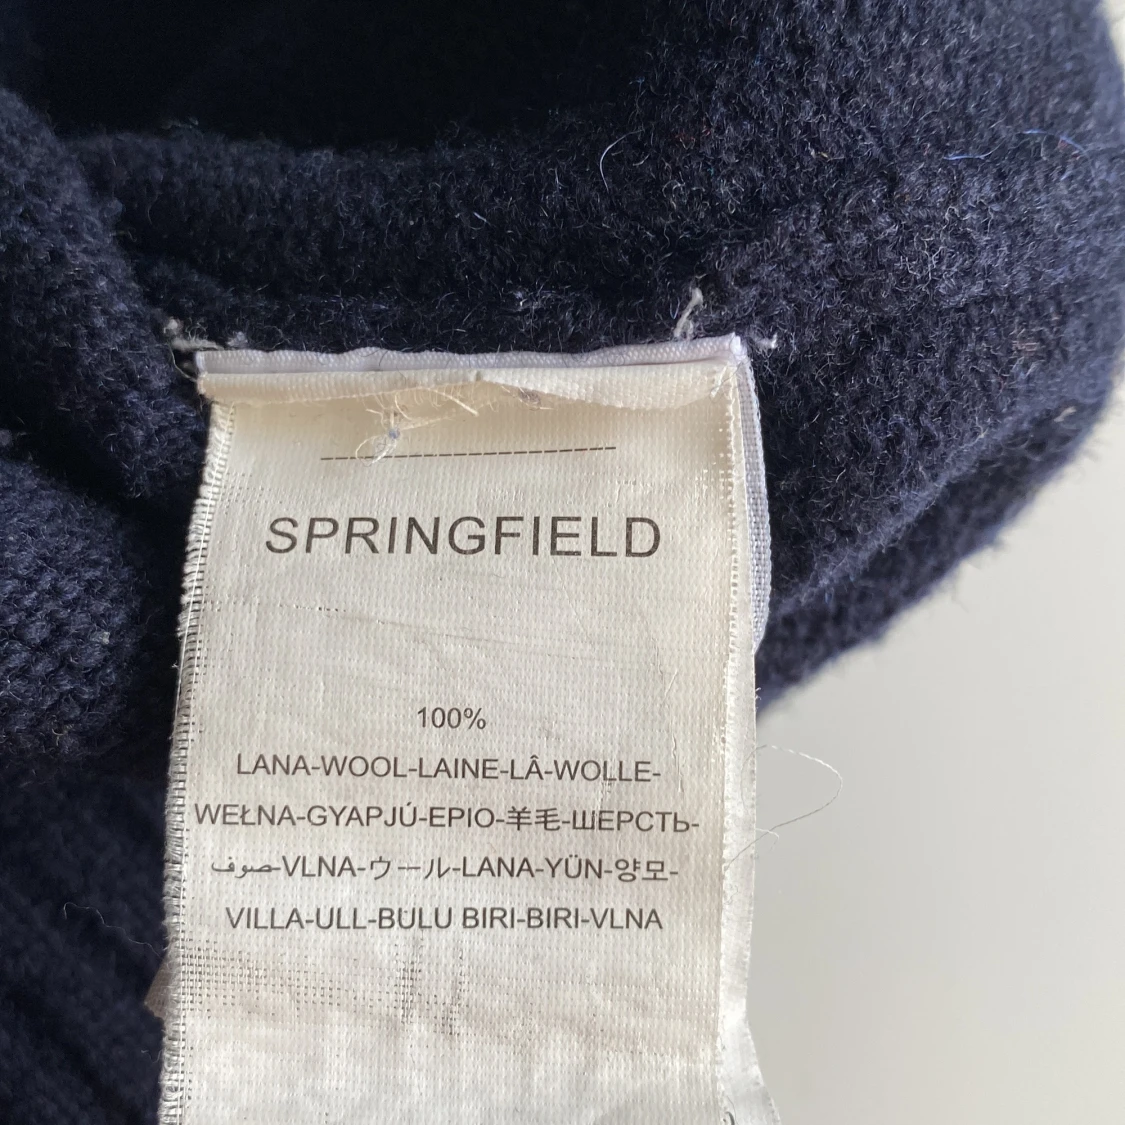 SPRINGFIELD
100%
LANA-WOOL-LAINE-LÂ-WOLLE-
WEŁNA-GYAPJÚ-EPIO-羊毛-ШЕРСТЬ-
صوف-VLNA-ウール-LANA-YÜN-양모-
VILLA-ULL-BULU BIRI-BIRI-VLNA